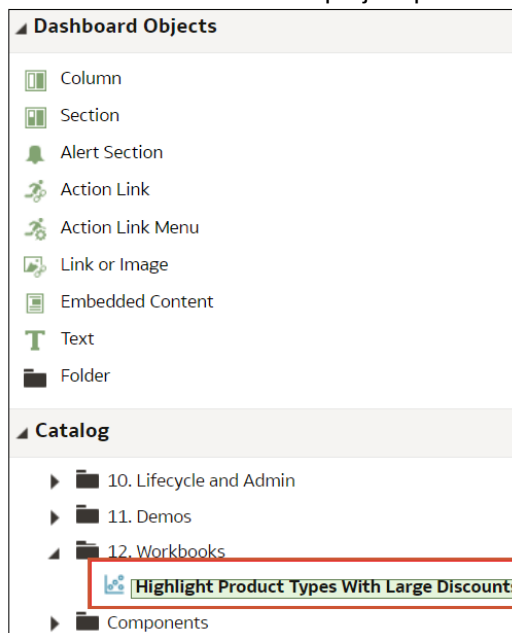 Dashboard Objects
Column
Section
Alert Section
Action Link
Action Link Menu
Link or Image
Embedded Content
Text
Folder
Catalog
10. Lifecycle and Admin
11. Demos
12. Workbooks
Highlight Product Types With Large Discounts
Components